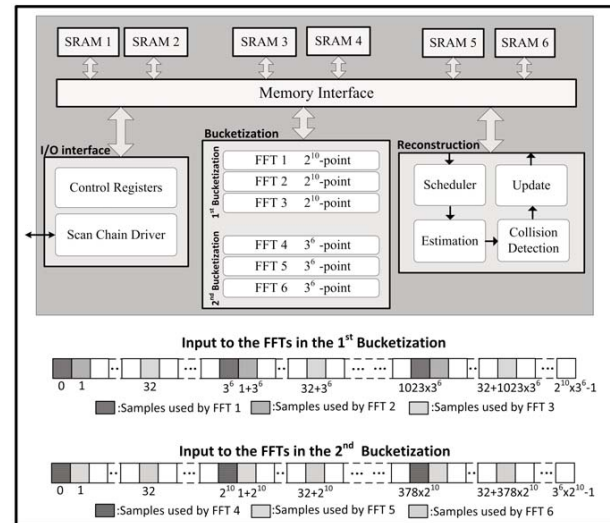 SRAM 1 SRAM 2 SRAM 3 SRAM 4 SRAM 5 SRAM 6
Memory Interface
I/O interface
Control Registers
Scan Chain Driver
Bucketization
1st Bucketization
FFT 1 2^10-point
FFT 2 2^10-point
FFT 3 2^10-point
2nd Bucketization
FFT 4 3^6-point
FFT 5 3^6-point
FFT 6 3^6-point
Reconstruction
Scheduler
Update
Estimation
Collision
Detection
Input to the FFTs in the 1st Bucketization
0 1 32 3^6 1+3^6 32+3^6 1023x3^6 32+1023x3^6 2^10x3^6-1
:Samples used by FFT 1 :Samples used by FFT 2 :Samples used by FFT 3
Input to the FFTs in the 2nd Bucketization
0 1 32 2^10 1+2^10 32+2^10 378x2^10 32+378x2^10 3^6x2^10-1
:Samples used by FFT 4 :Samples used by FFT 5 :Samples used by FFT 6